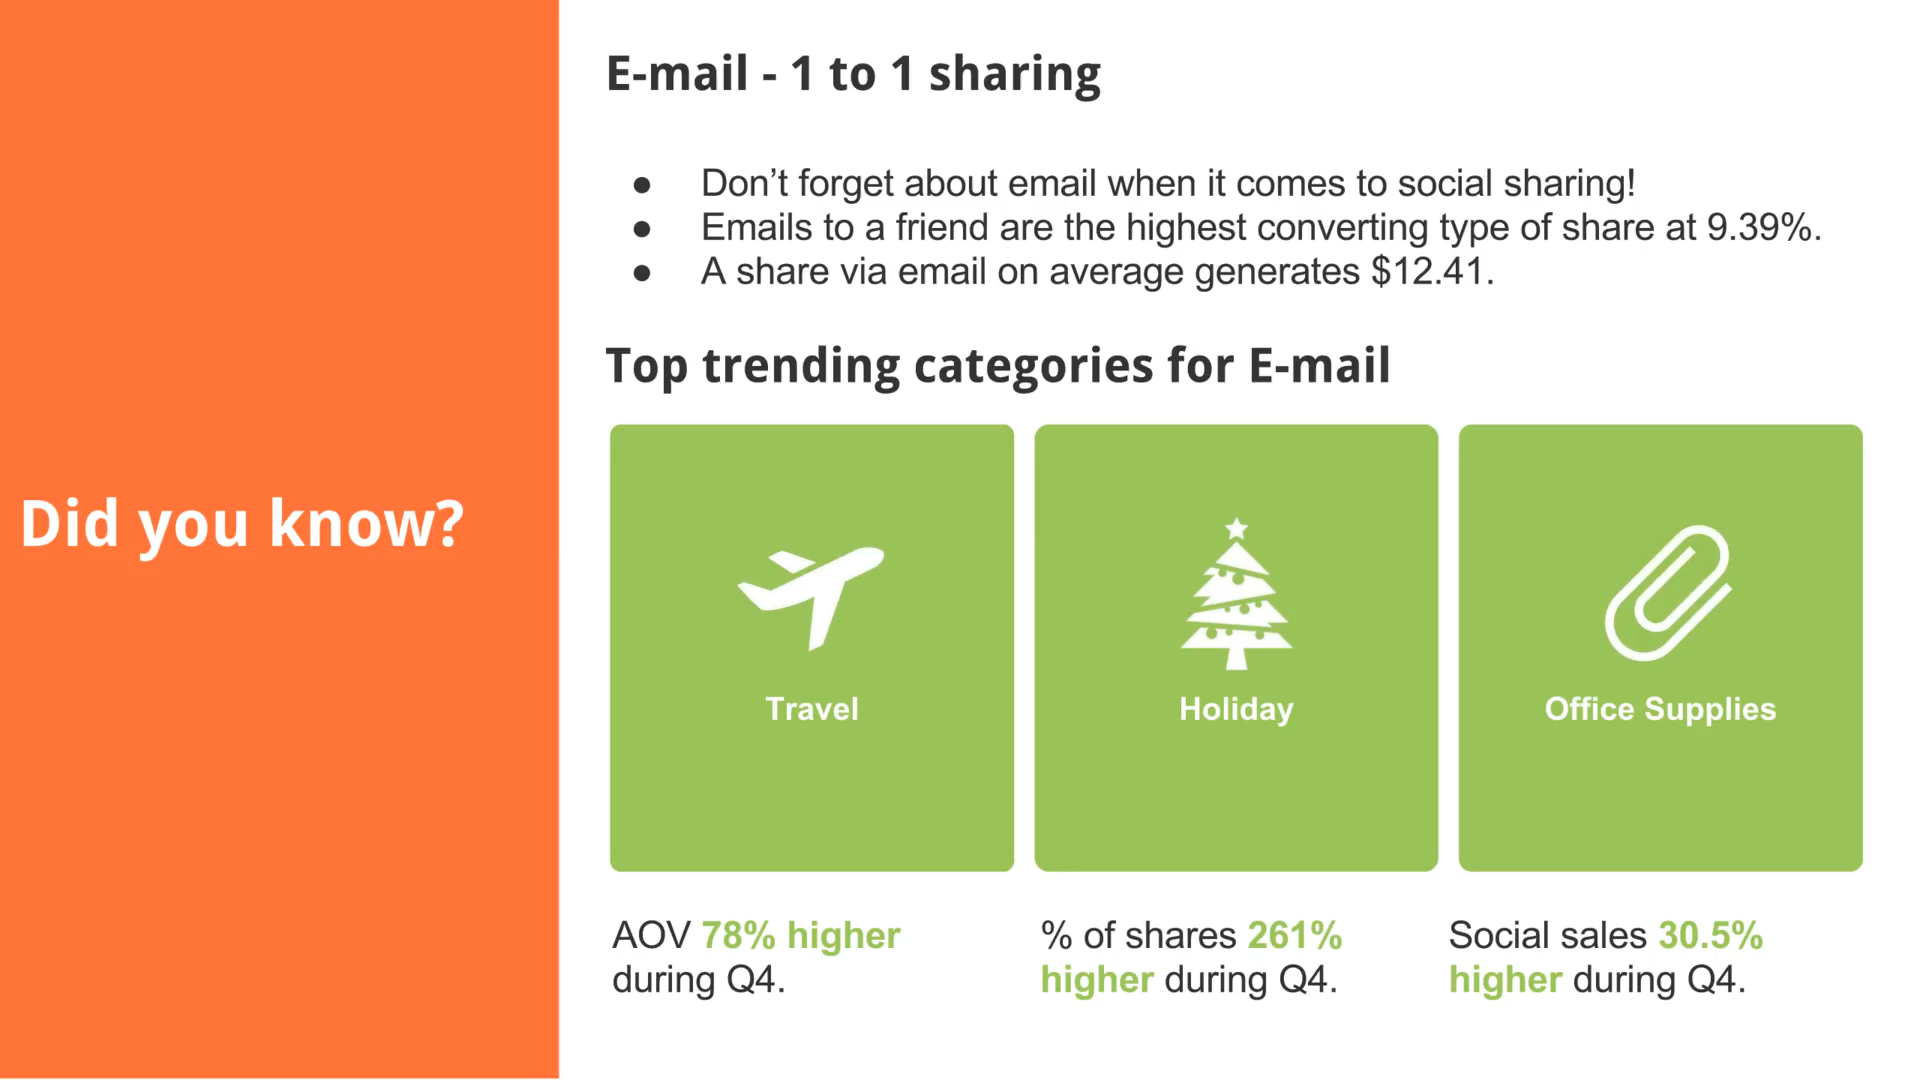 Did you know?
E-mail - 1 to 1 sharing
● Don’t forget about email when it comes to social sharing!
● Emails to a friend are the highest converting type of share at 9.39%.
● A share via email on average generates $12.41.
Top trending categories for E-mail
Travel
Holiday
Office Supplies
AOV 78% higher
during Q4.
% of shares 261%
higher during Q4.
Social sales 30.5%
higher during Q4.